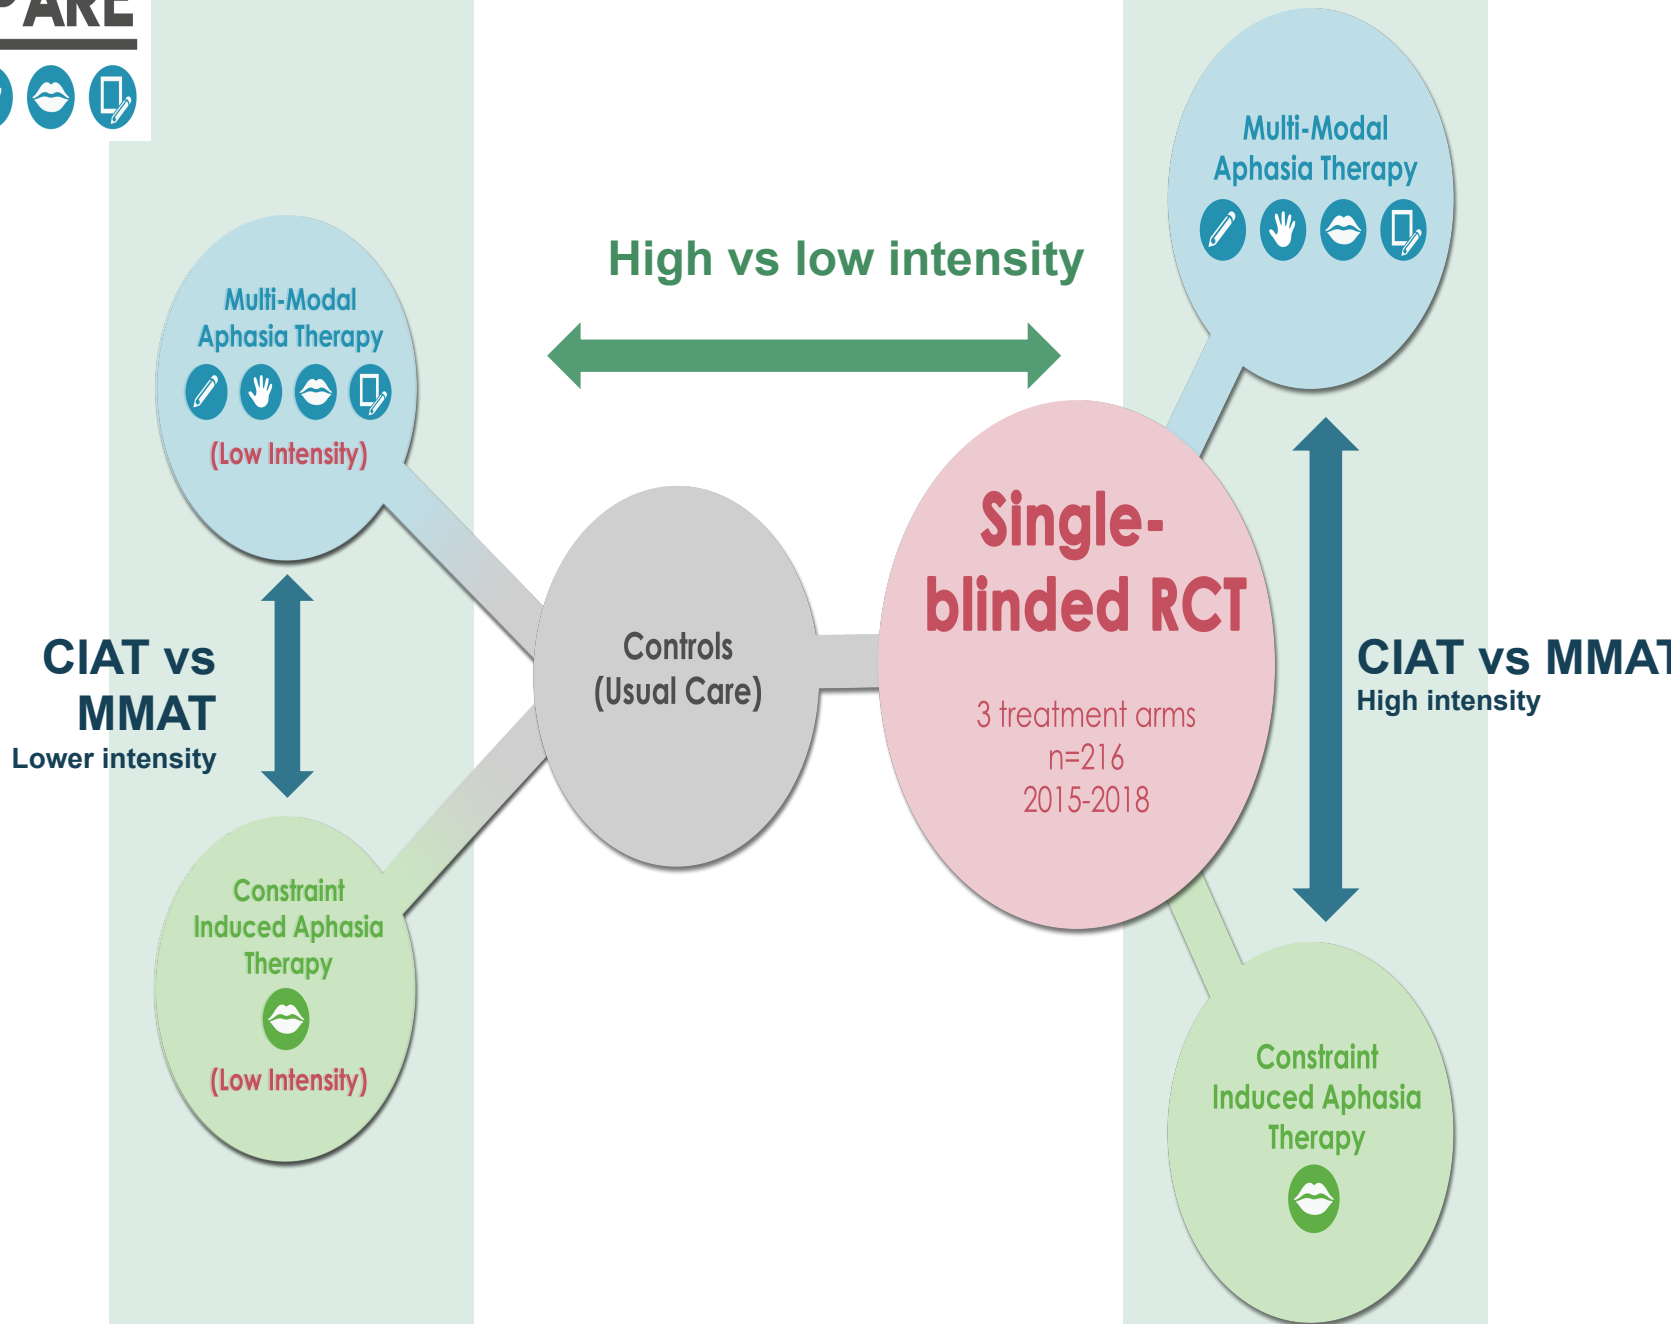 PARE
Multi-Modal
Aphasia Therapy
High vs low intensity
Multi-Modal
Aphasia Therapy
(Low Intensity)
Single-
blinded RCT
3 treatment arms
n=216
2015-2018
Controls
(Usual Care)
CIAT vs
MMAT
Lower intensity
CIAT vs MMAT
High intensity
Constraint
Induced Aphasia
Therapy
(Low Intensity)
Constraint
Induced Aphasia
Therapy